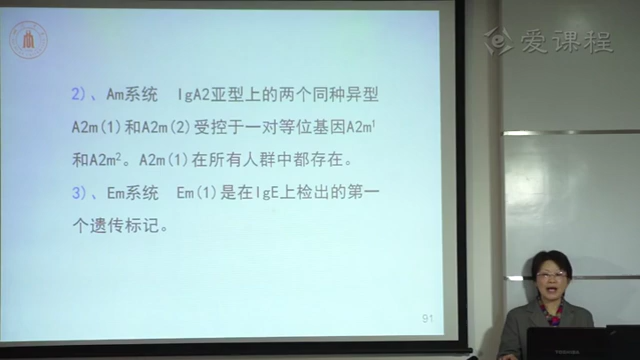 爱课程
2)、Am系统 IgA2亚型上的两个同种异型
A2m(1)和A2m(2)受控于一对等位基因A2m¹
和A2m²。A2m(1)在所有人群中都存在。
3)、Em系统 Em(1)是在IgE上检出的第一
个遗传标记。
91
TOSHIBA